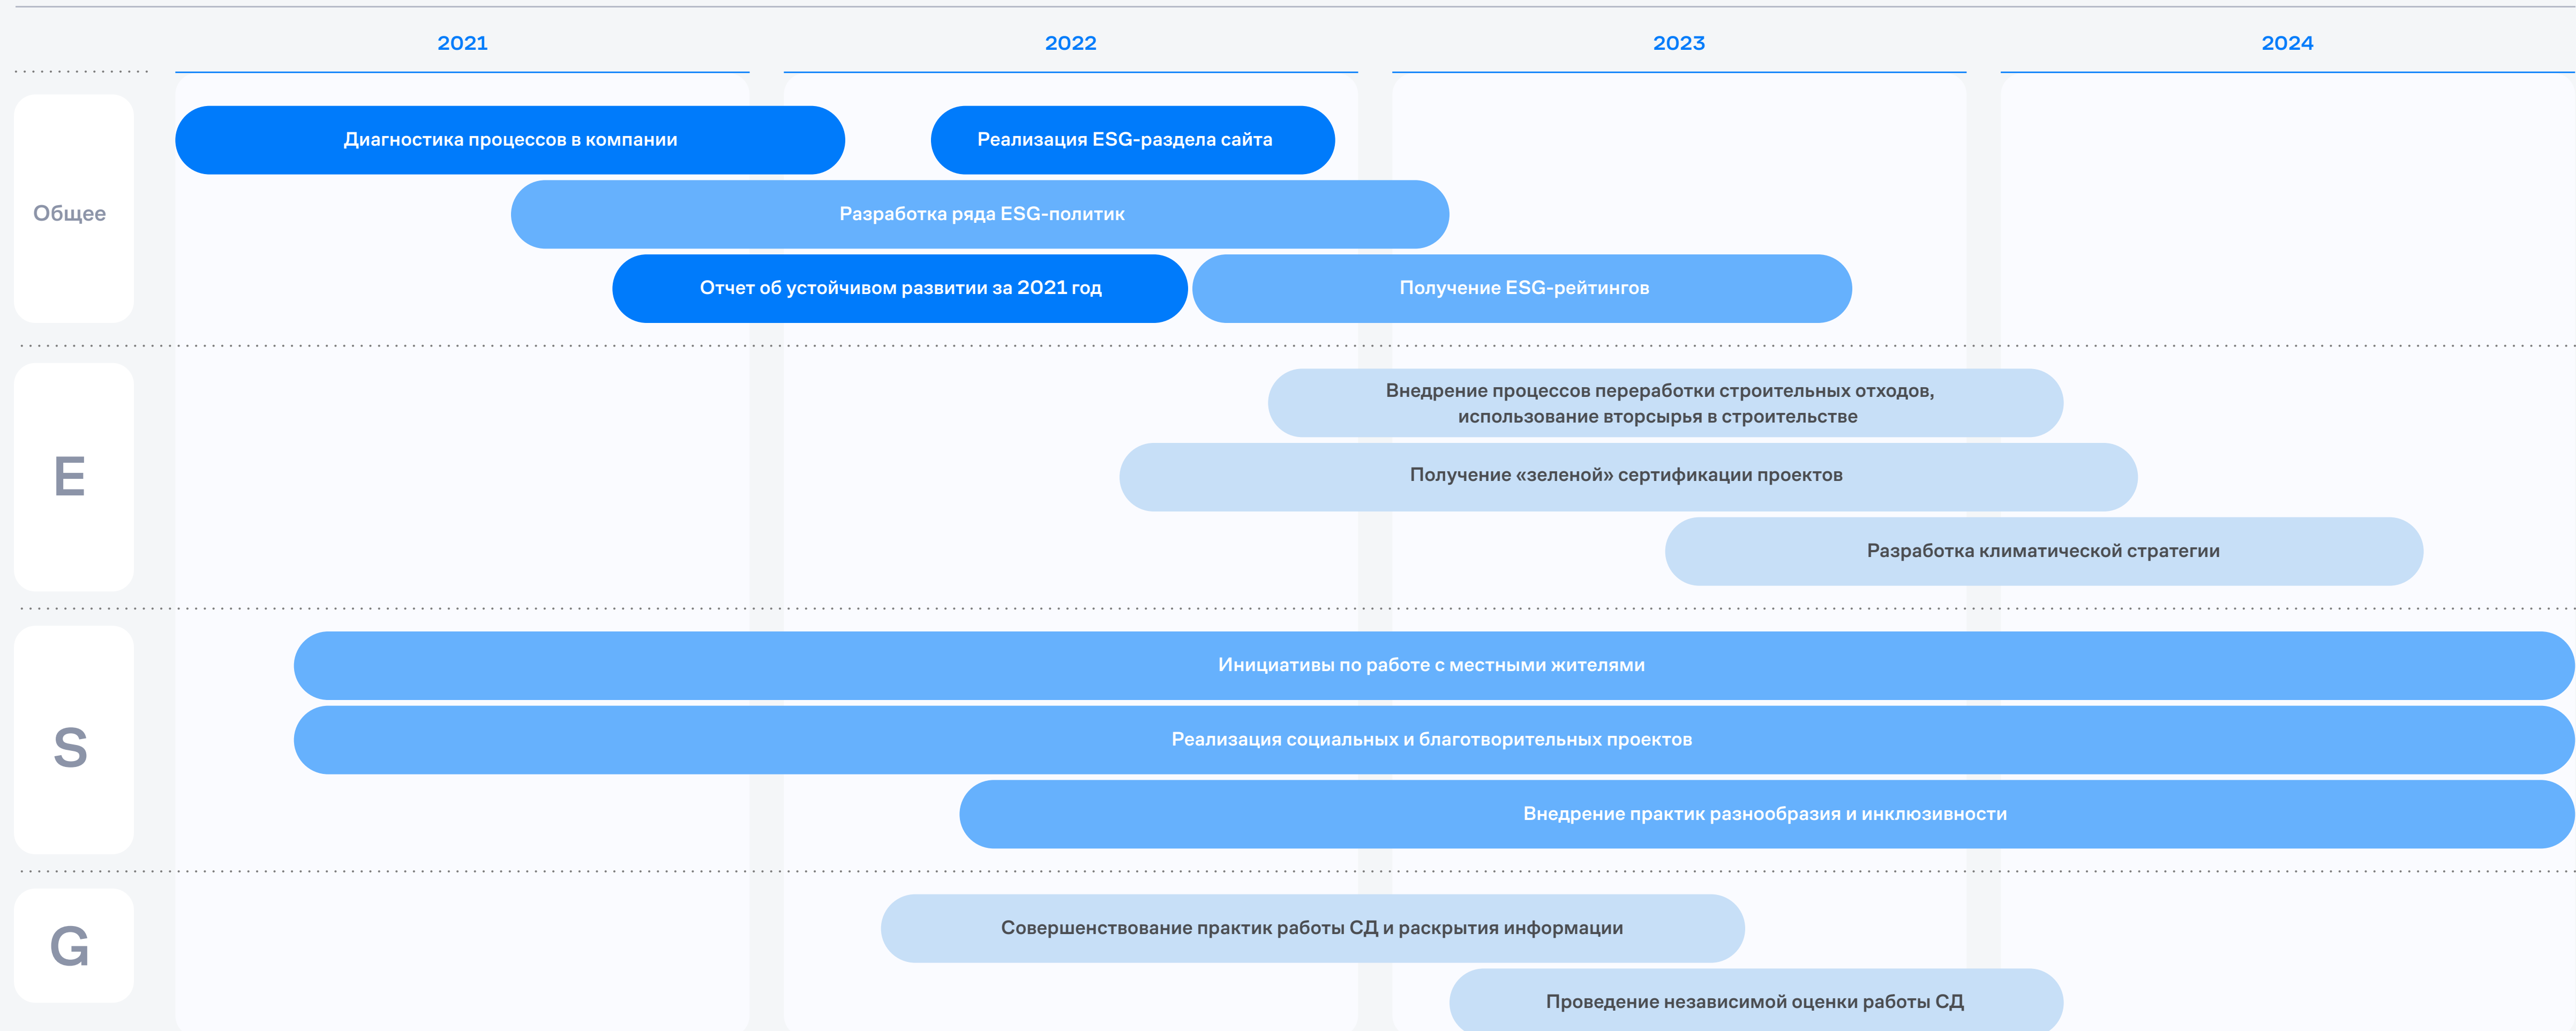 2021 2022 2023 2024
Общее
Диагностика процессов в компании
Реализация ESG-раздела сайта
Разработка ряда ESG-политик
Отчет об устойчивом развитии за 2021 год
Получение ESG-рейтингов
E
Внедрение процессов переработки строительных отходов,
использование вторсырья в строительстве
Получение «зеленой» сертификации проектов
Разработка климатической стратегии
S
Инициативы по работе с местными жителями
Реализация социальных и благотворительных проектов
Внедрение практик разнообразия и инклюзивности
G
Совершенствование практик работы СД и раскрытия информации
Проведение независимой оценки работы СД